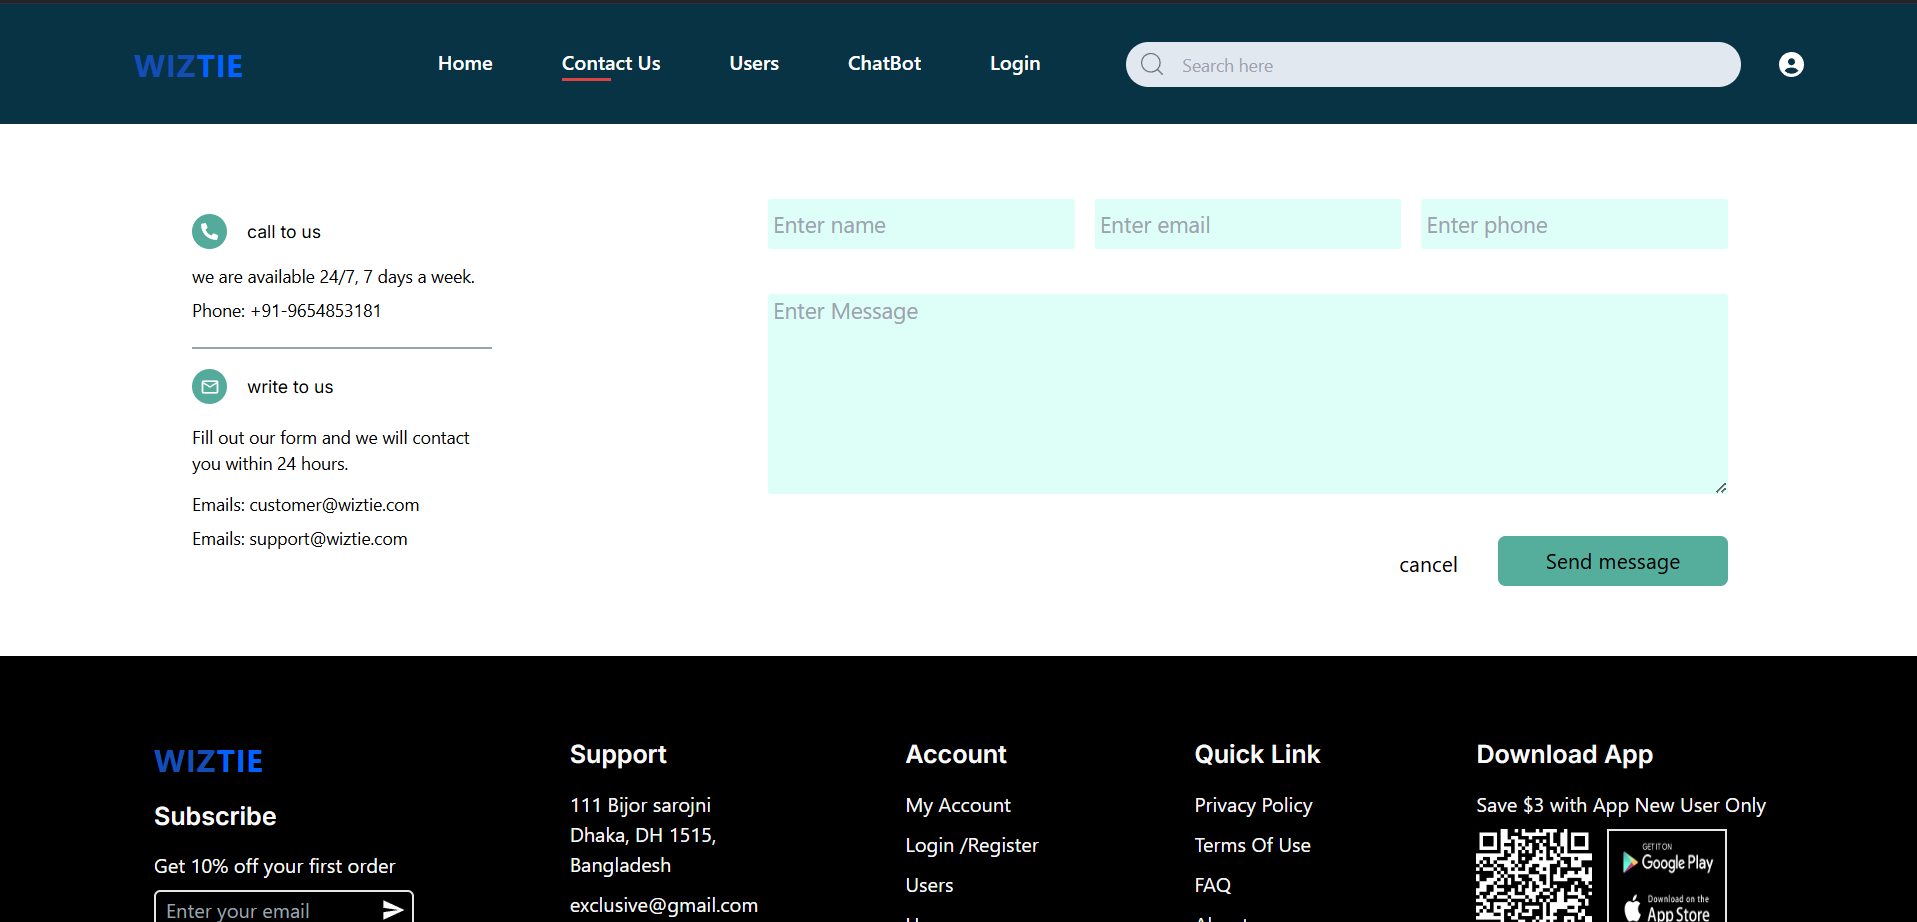 WIZTIE
Home
Contact Us
Users
ChatBot
Login
Search here
call to us
we are available 24/7, 7 days a week.
Phone: +91-9654853181
write to us
Fill out our form and we will contact
you within 24 hours.
Emails: customer@wiztie.com
Emails: support@wiztie.com
Enter name
Enter email
Enter phone
Enter Message
cancel
Send message
WIZTIE
Subscribe
Get 10% off your first order
Enter your email
Support
111 Bijor sarojni
Dhaka, DH 1515,
Bangladesh
exclusive@gmail.com
Account
My Account
Login /Register
Users
Quick Link
Privacy Policy
Terms Of Use
FAQ
Download App
Save $3 with App New User Only
GET IT ON
Google Play
Download on the
App Store